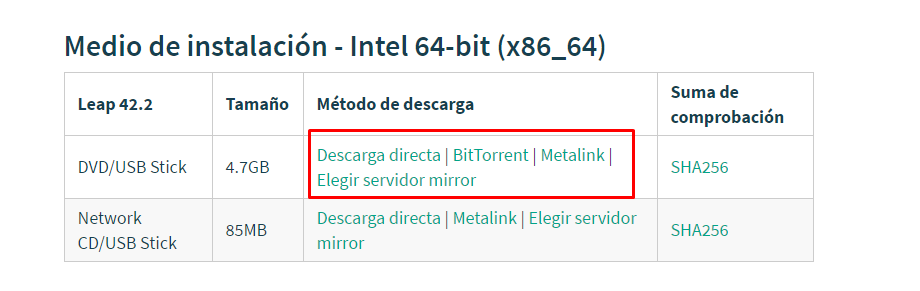 Medio de instalación - Intel 64-bit (x86_64)
Leap 42.2 Tamaño Método de descarga Suma de
comprobación
DVD/USB Stick 4.7GB Descarga directa | BitTorrent | Metalink |
Elegir servidor mirror SHA256
Network
CD/USB Stick 85MB Descarga directa | Metalink | Elegir servidor
mirror SHA256